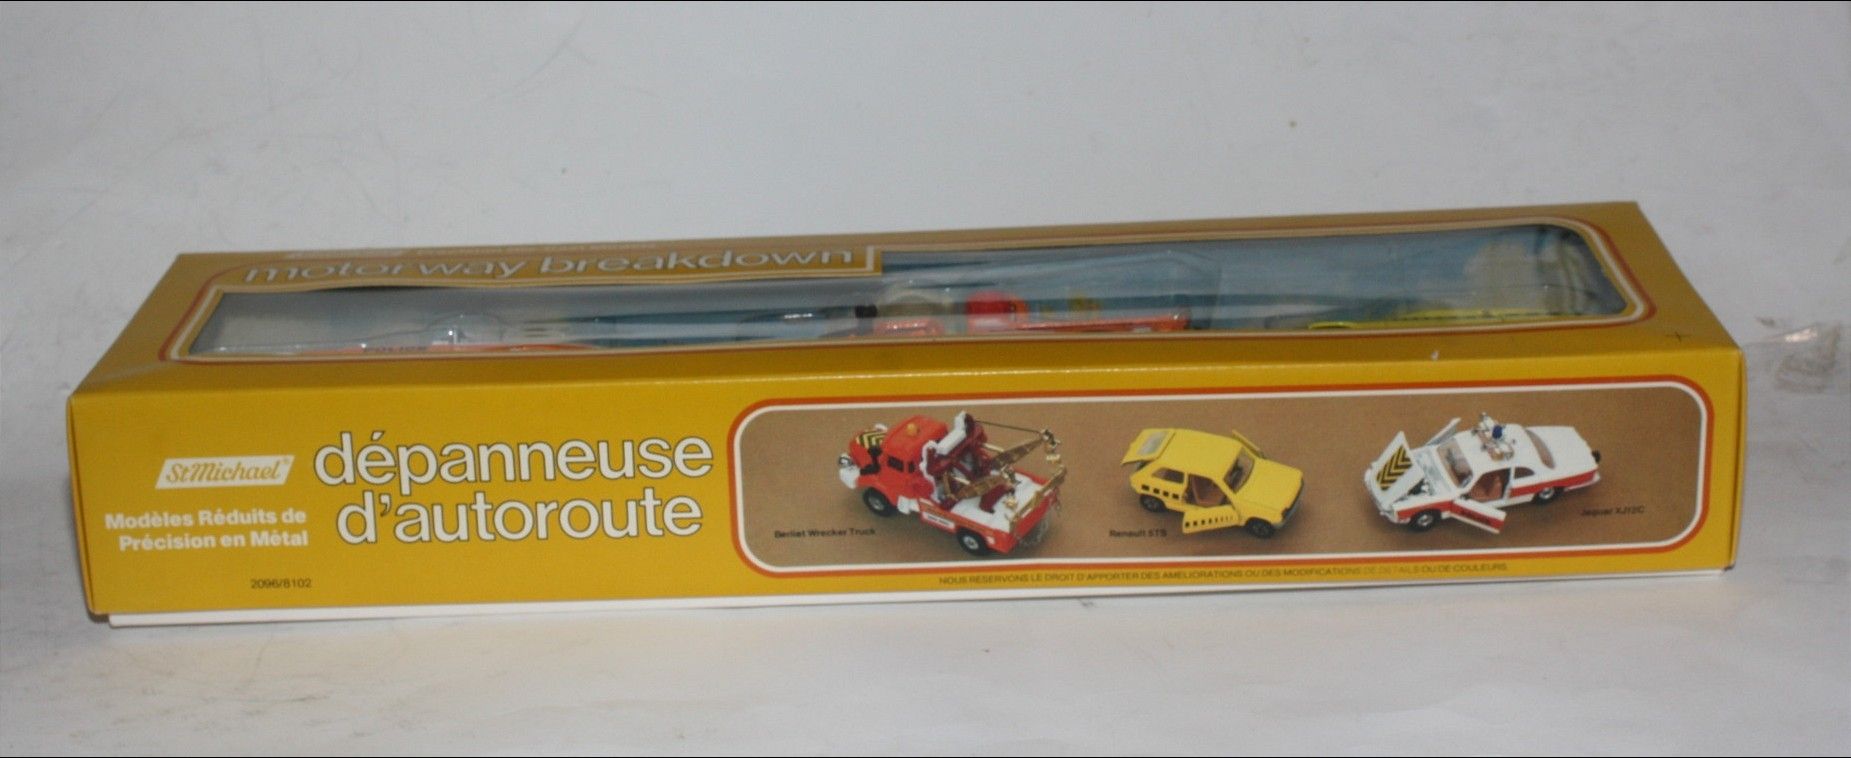 motorway breakdown
StMichael®
dépanneuse
d'autoroute
Modèles Réduits de
Précision en Métal
2096/8102
Berliet Wrecker Truck
Renault 5TS
Jaguar XJ12C
NOUS RESERVONS LE DROIT D'APPORTER DES AMELIORATIONS OU DES MODIFICATIONS DE DETAILS OU DE COULEURS.